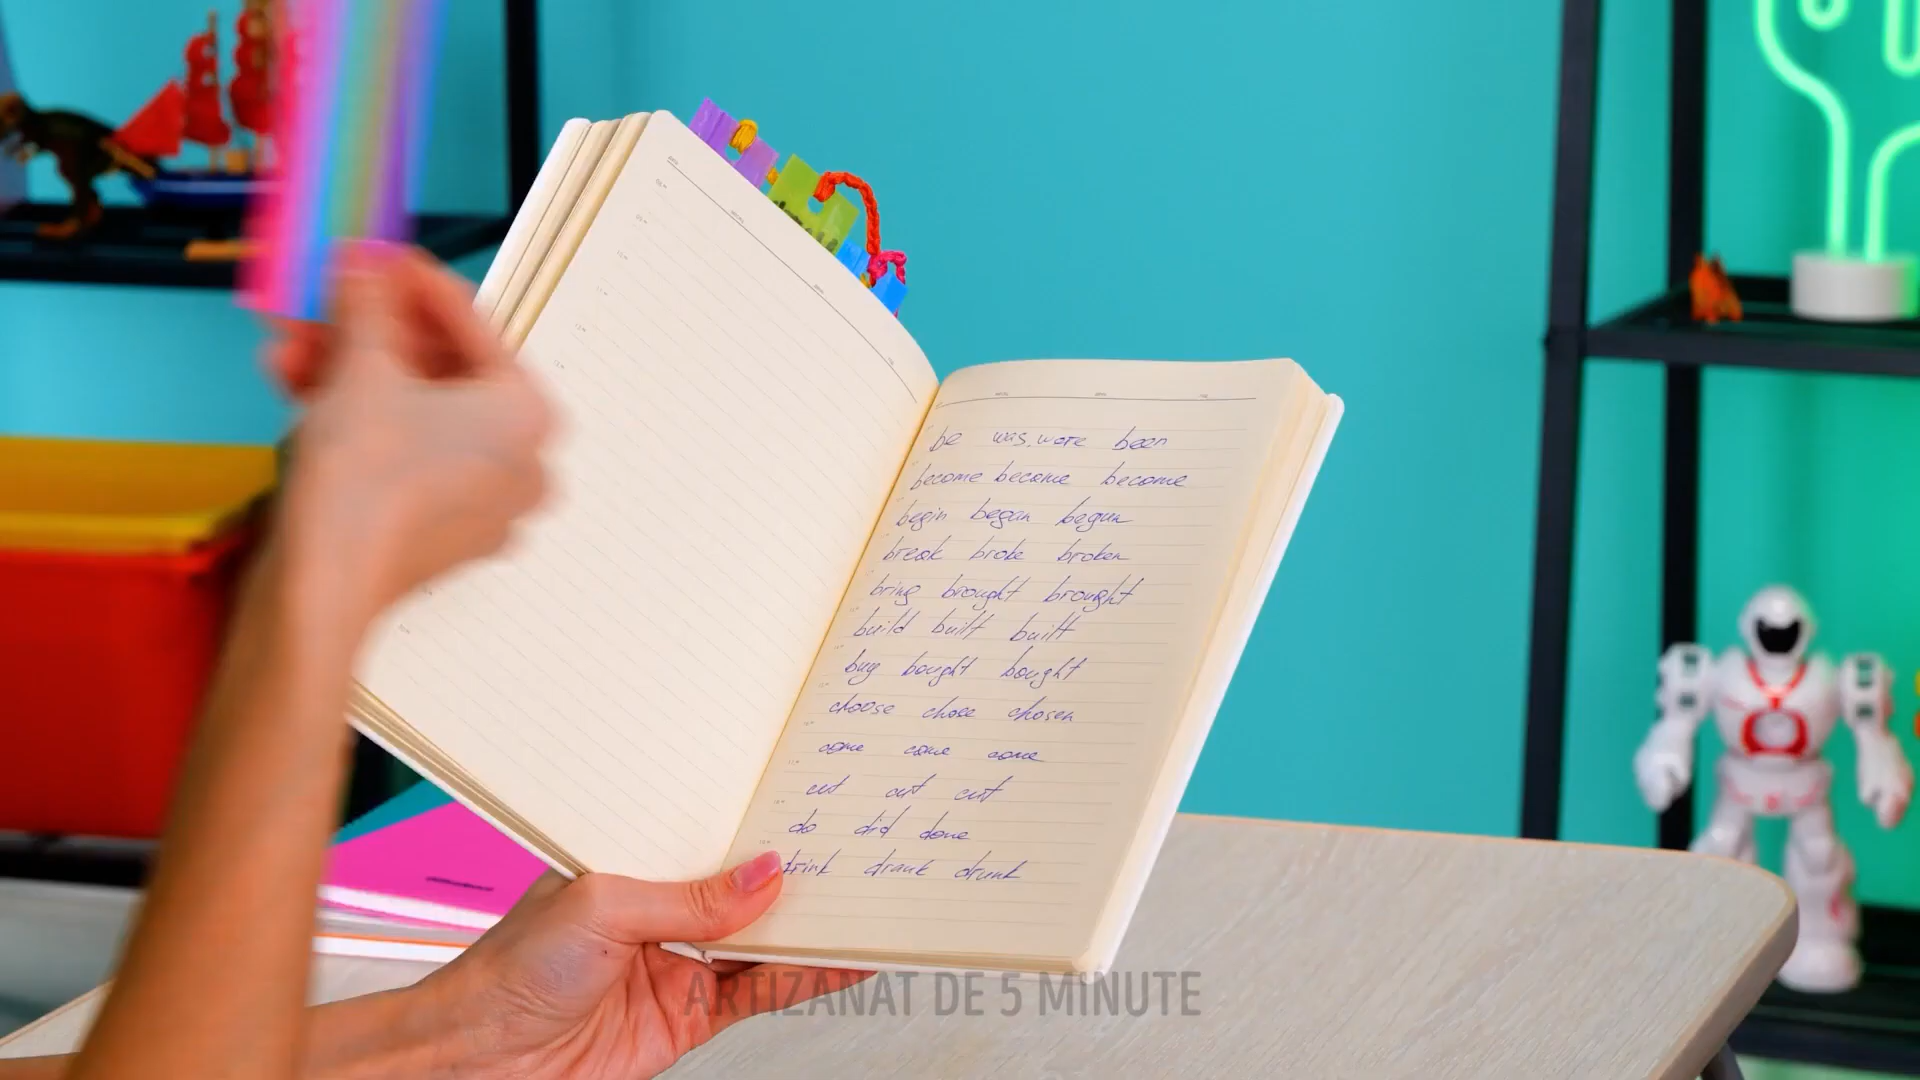 be was, were been
become became become
begin began begun
break broke broken
bring brought brought
build built built
buy bought bought
choose chose chosen
come came come
cut cut cut
do did done
drink drank drunk
ARTIZANAT DE 5 MINUTE